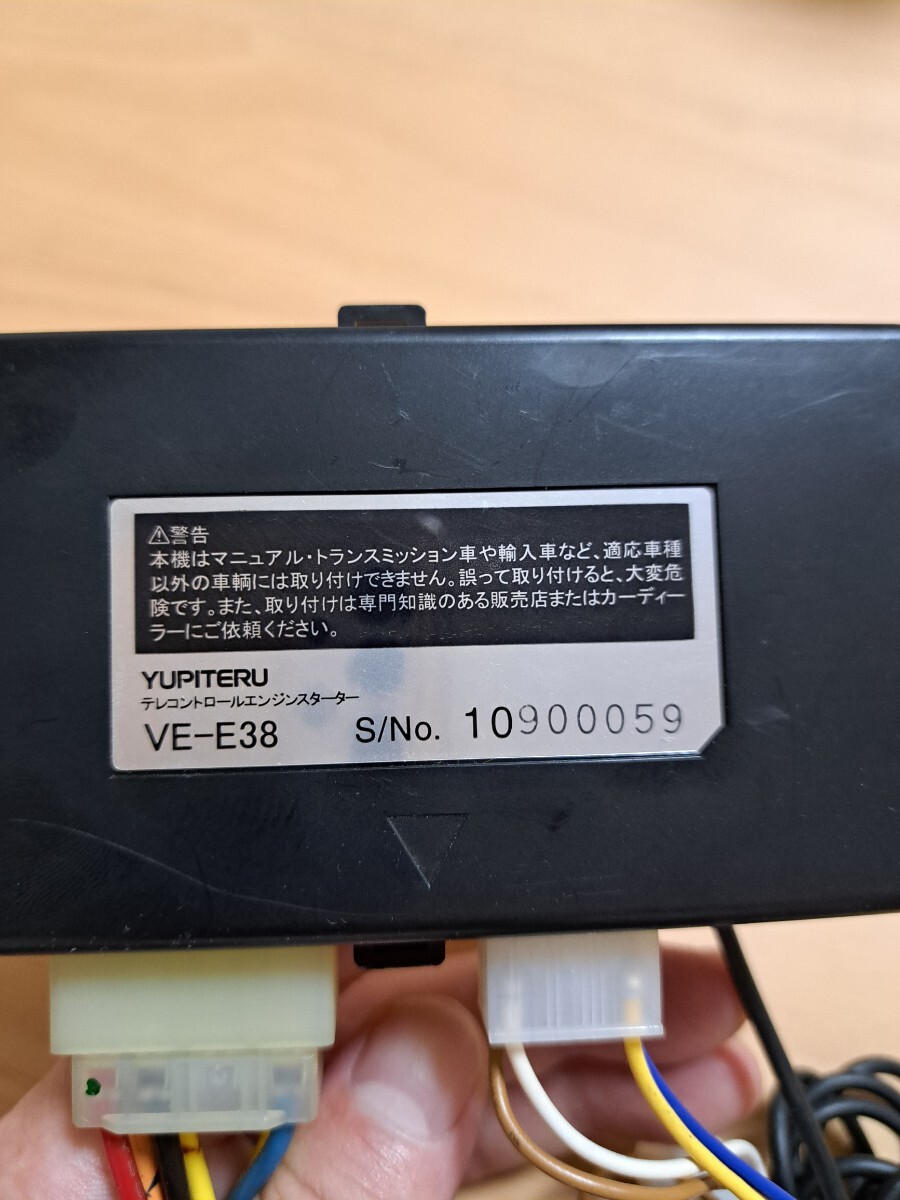 ⚠警告
本機はマニュアル・トランスミッション車や輸入車など、適応車種
以外の車輌には取り付けできません。誤って取り付けると、大変危
険です。また、取り付けは専門知識のある販売店またはカーディー
ラーにご依頼ください。
YUPITERU
テレコントロールエンジンスターター
VE-E38 S/No. 10900059